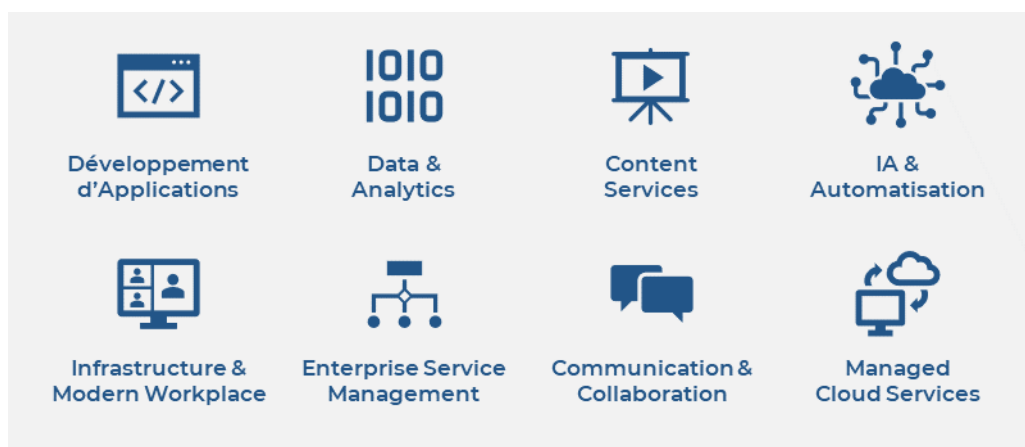 </>
1010
1010
Développement
d'Applications
Data &
Analytics
Content
Services
IA &
Automatisation
Infrastructure &
Modern Workplace
Enterprise Service
Management
Communication &
Collaboration
Managed
Cloud Services